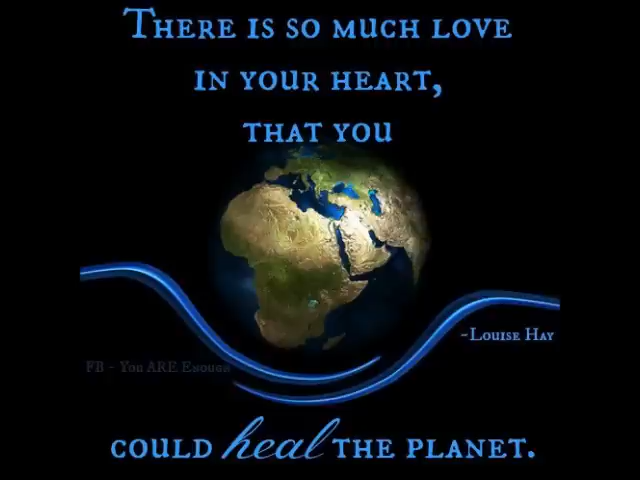 There is so much love
in your heart,
that you
-Louise Hay
FB - You ARE Enough
could heal the planet.